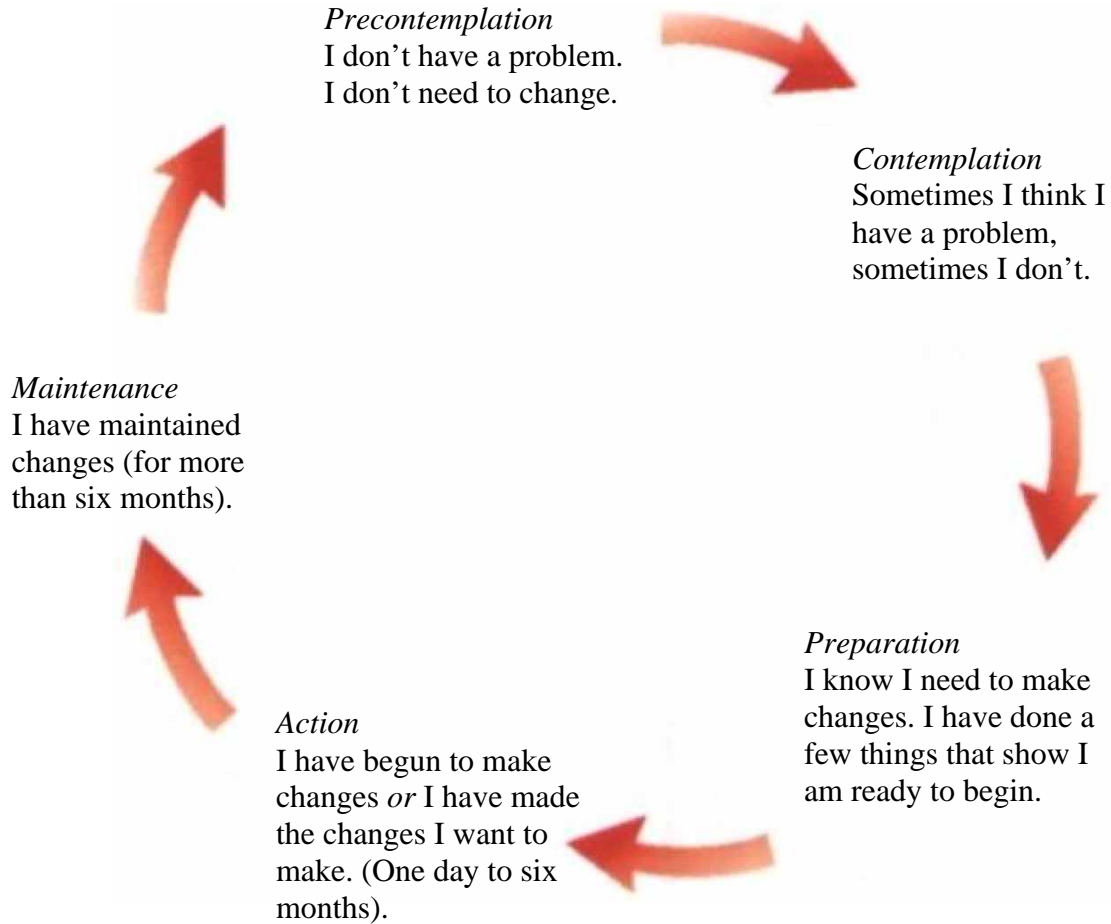 Precontemplation
I don’t have a problem.
I don’t need to change.
Contemplation
Sometimes I think I
have a problem,
sometimes I don’t.
Preparation
I know I need to make
changes. I have done a
few things that show I
am ready to begin.
Action
I have begun to make
changes or I have made
the changes I want to
make. (One day to six
months).
Maintenance
I have maintained
changes (for more
than six months).